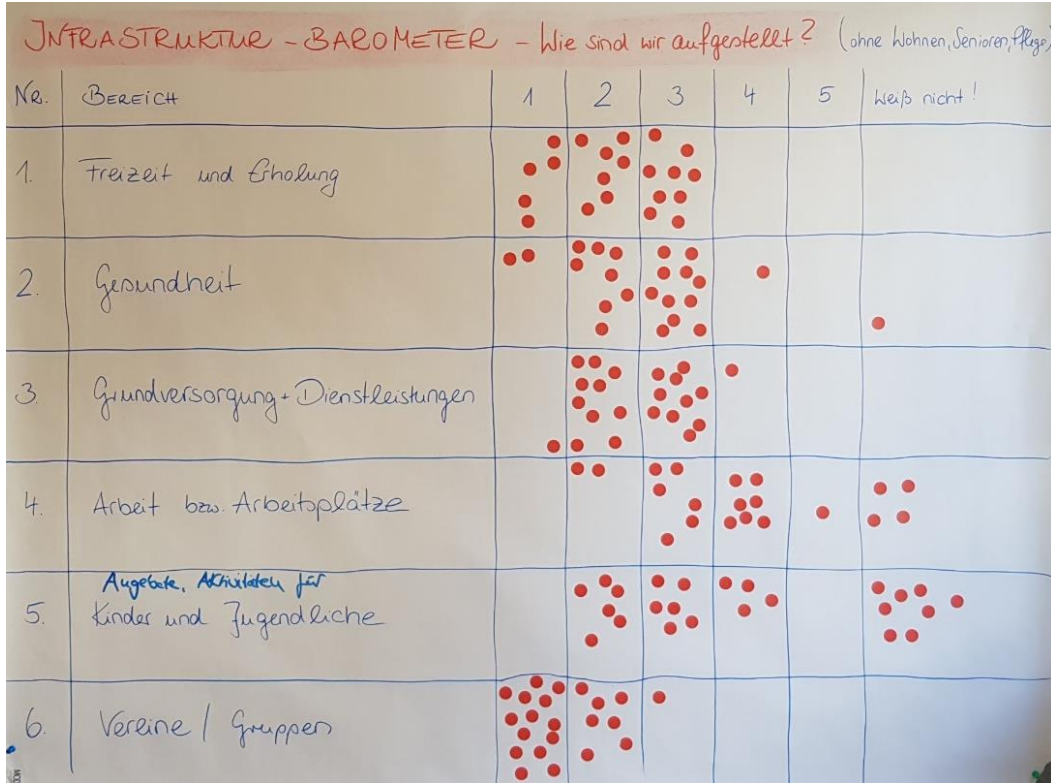 INFRASTRUKTUR - BAROMETER - Wie sind wir aufgestellt? (ohne Wohnen, Senioren, Pflege)
NR. BEREICH 1 2 3 4 5 Weiß nicht!
1. Freizeit und Erholung
2. Gesundheit
3. Grundversorgung + Dienstleistungen
4. Arbeit bzw. Arbeitsplätze
Angebote, Aktivitäten für
5. Kinder und Jugendliche
6. Vereine / Gruppen